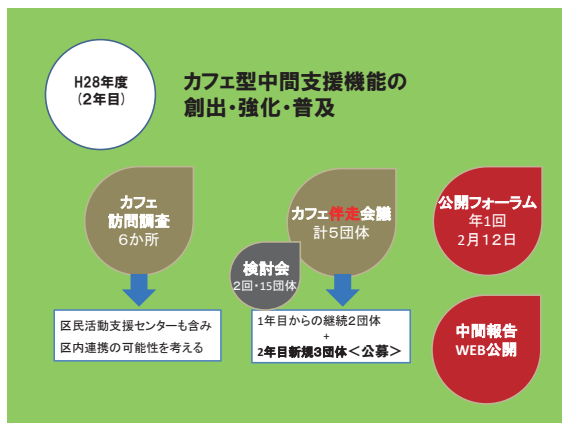 H28年度
(2年目)
カフェ型中間支援機能の
創出・強化・普及
カフェ
訪問調査
6か所
区民活動支援センターも含み
区内連携の可能性を考える
カフェ伴走会議
計5団体
検討会
2回・15団体
1年目からの継続2団体
+
2年目新規3団体<公募>
公開フォーラム
年1回
2月12日
中間報告
WEB公開